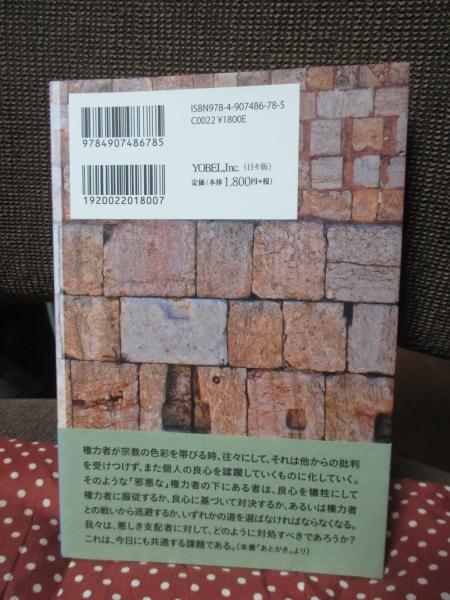 ISBN978-4-907486-78-5
C0022 ¥1800E
9784907486785
YOBEL,Inc.（日キ販）
定価（本体1,800円+税）
1920022018007
権力者が宗教の色彩を帯びる時、往々にして、それは他からの批判
を受けつけず、また個人の良心を蹂躙していくものに化していく。
そのような「邪悪な」権力者の下にある者は、良心を犠牲にして
権力者に服従するか、良心に基づいて対決するか、あるいは権力者
との戦いから逃避するか、いずれかの道を選ばなければならなくなる。
我々は、悪しき支配者に対して、どのように対処すべきであろうか？
これは、今日にも共通する課題である。（本書「あとがき」より）